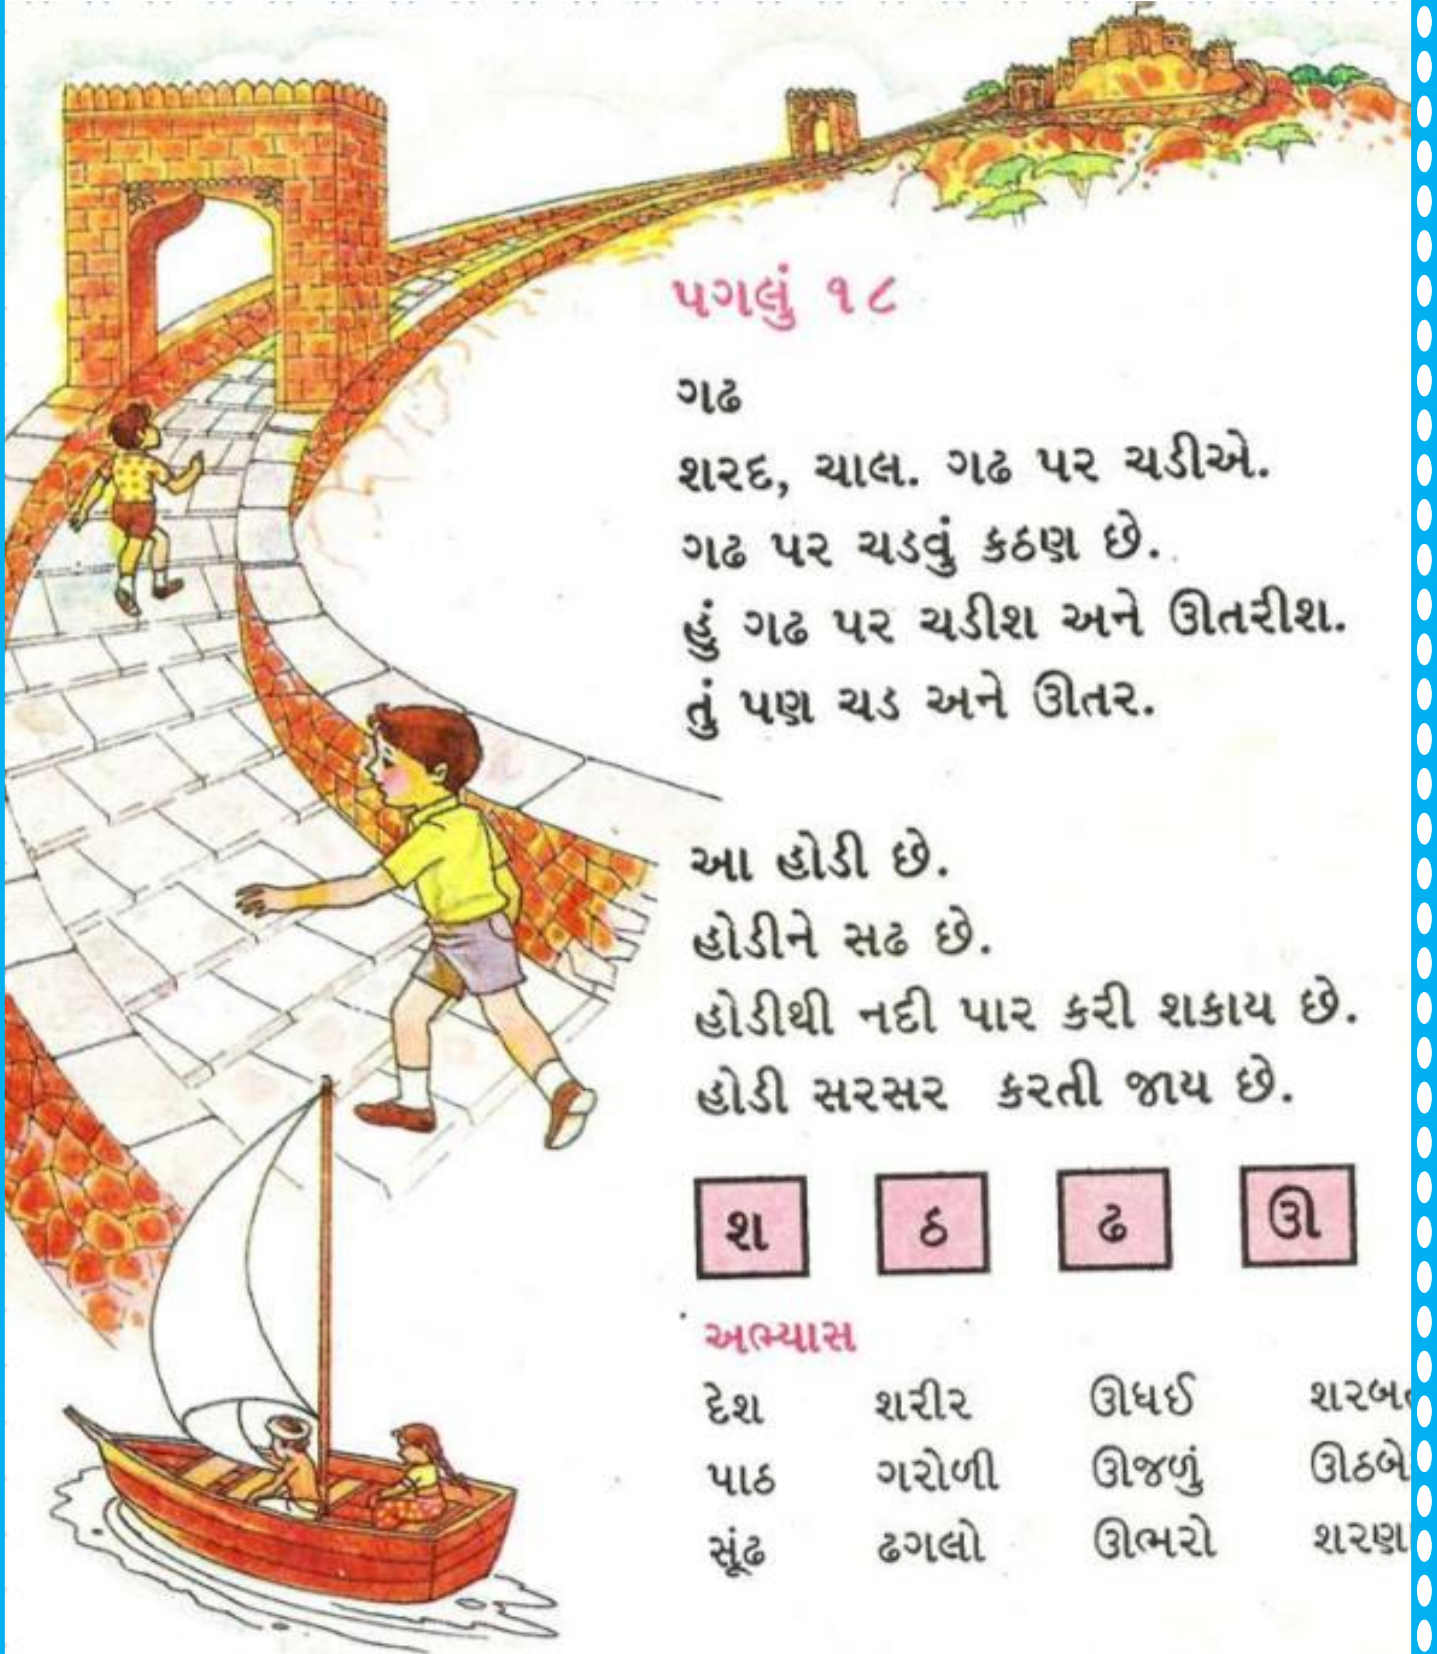 પગલું ૧૮
ગઢ
શરદ, ચાલ. ગઢ પર ચડીએ.
ગઢ પર ચડવું કઠણ છે.
હું ગઢ પર ચડીશ અને ઊતરીશ.
તું પણ ચડ અને ઊતર.
આ હોડી છે.
હોડીને સઢ છે.
હોડીથી નદી પાર કરી શકાય છે.
હોડી સરસર કરતી જાય છે.
શ ઠ ઢ ઊ
અભ્યાસ
દેશ શરીર ઊધઈ
પાઠ ગરોળી ઊજળું
સૂંઢ ઢગલો ઊભરો